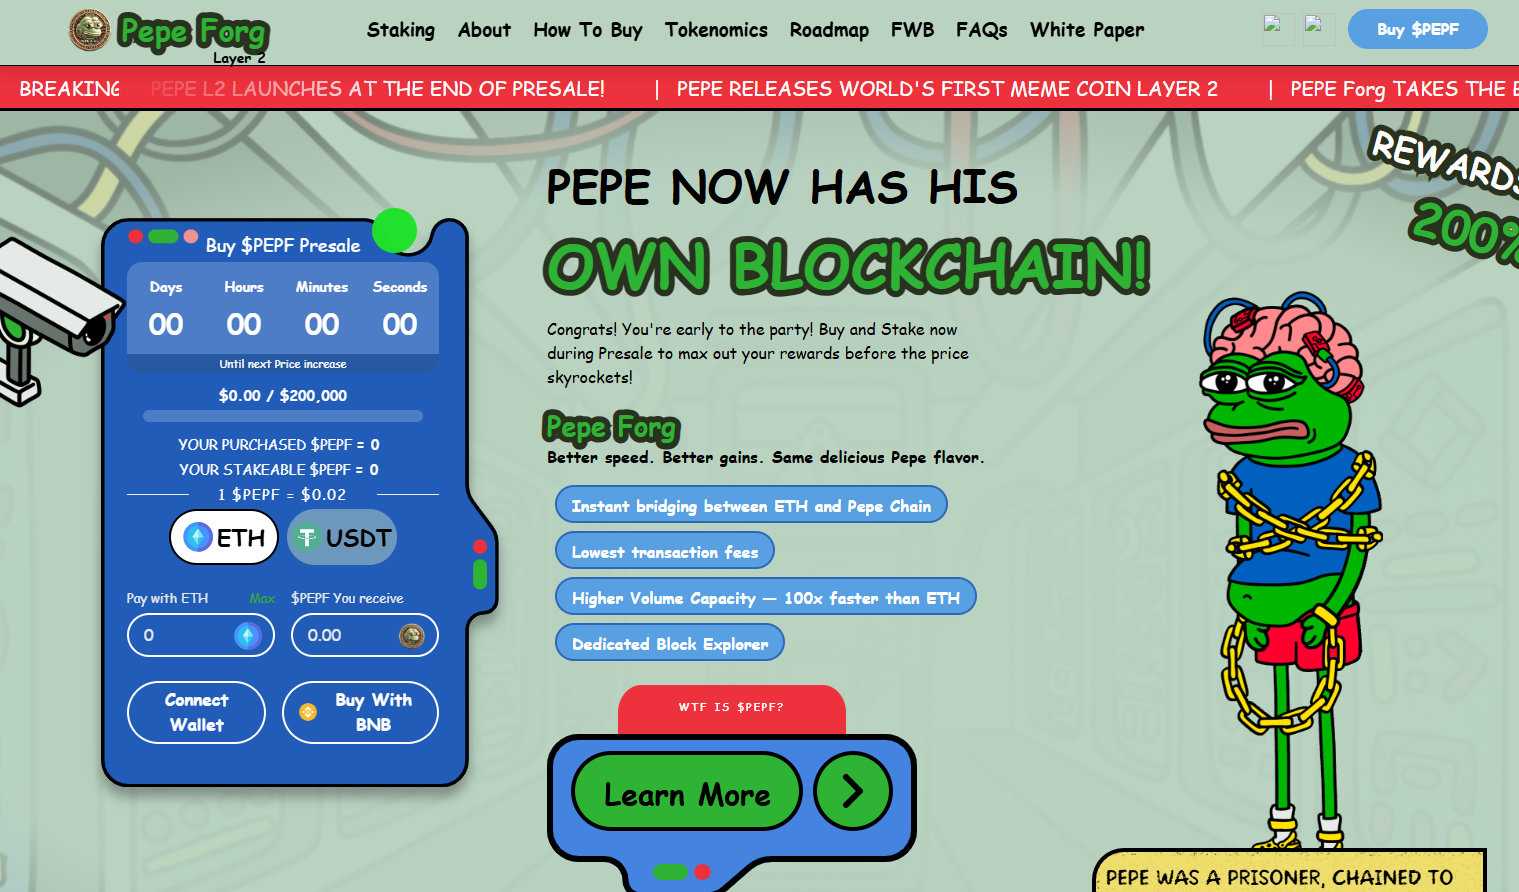 Pepe Forg
Layer 2
Staking About How To Buy Tokenomics Roadmap FWB FAQs White Paper
Buy $PEPF
BREAKING PEPE L2 LAUNCHES AT THE END OF PRESALE! | PEPE RELEASES WORLD'S FIRST MEME COIN LAYER 2 | PEPE Forg TAKES THE
REWARDS
200%
PEPE NOW HAS HIS
OWN BLOCKCHAIN!
Congrats! You're early to the party! Buy and Stake now
during Presale to max out your rewards before the price
skyrockets!
Pepe Forg
Better speed. Better gains. Same delicious Pepe flavor.
Instant bridging between ETH and Pepe Chain
Lowest transaction fees
Higher Volume Capacity — 100x faster than ETH
Dedicated Block Explorer
WTF IS $PEPF?
Learn More
Buy $PEPF Presale
Days Hours Minutes Seconds
00 00 00 00
Until next Price increase
$0.00 / $200,000
YOUR PURCHASED $PEPF = 0
YOUR STAKEABLE $PEPF = 0
1 $PEPF = $0.02
ETH USDT
Pay with ETH Max $PEPF You receive
0 0.00
Connect
Wallet
Buy With
BNB
PEPE WAS A PRISONER, CHAINED TO